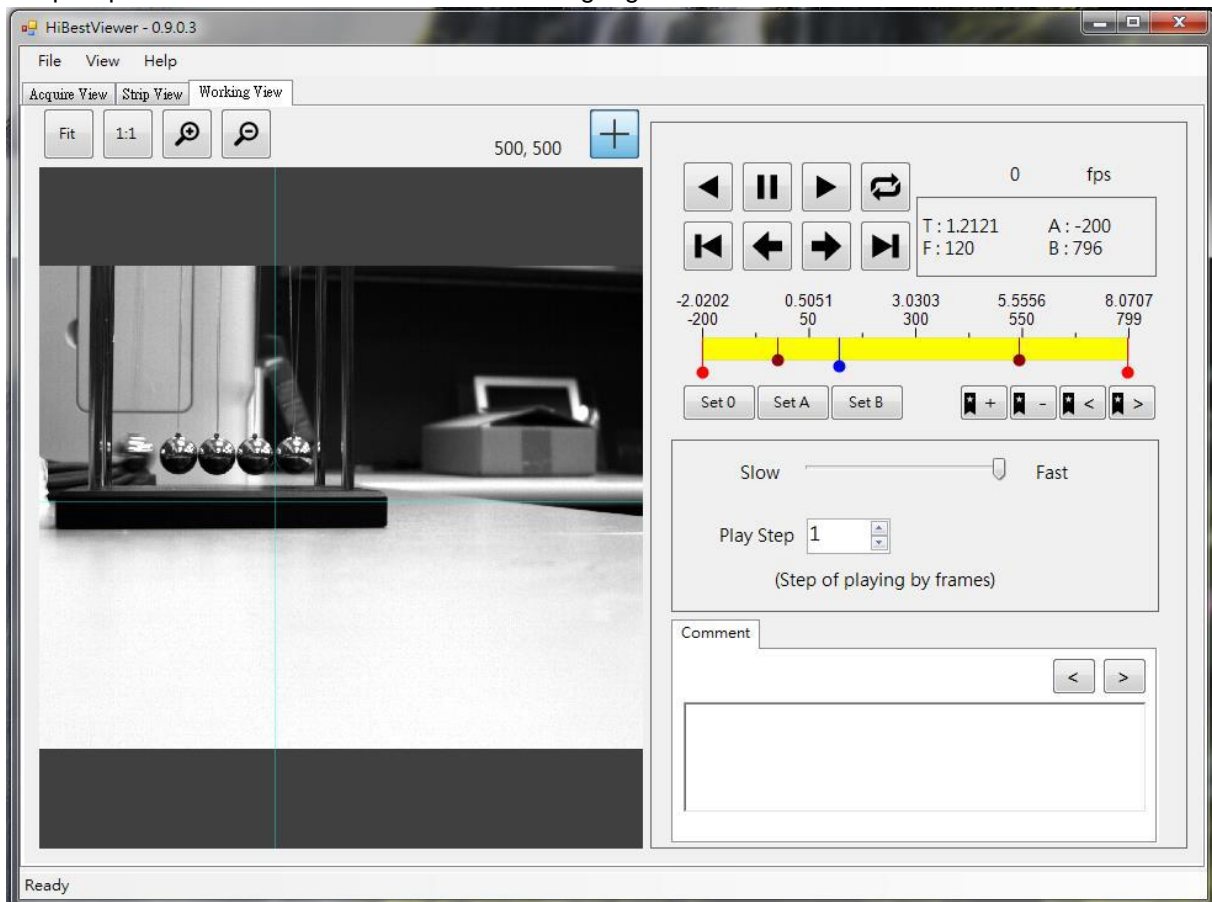 HiBestViewer - 0.9.0.3
File View Help
Acquire View Strip View Working View
Fit 1:1 500, 500
0 fps
T : 1.2121 A : -200
F : 120 B : 796
-2.0202 0.5051 3.0303 5.5556 8.0707
-200 50 300 550 799
Set 0 Set A Set B + - < >
Slow Fast
Play Step 1
(Step of playing by frames)
Comment
< >
Ready